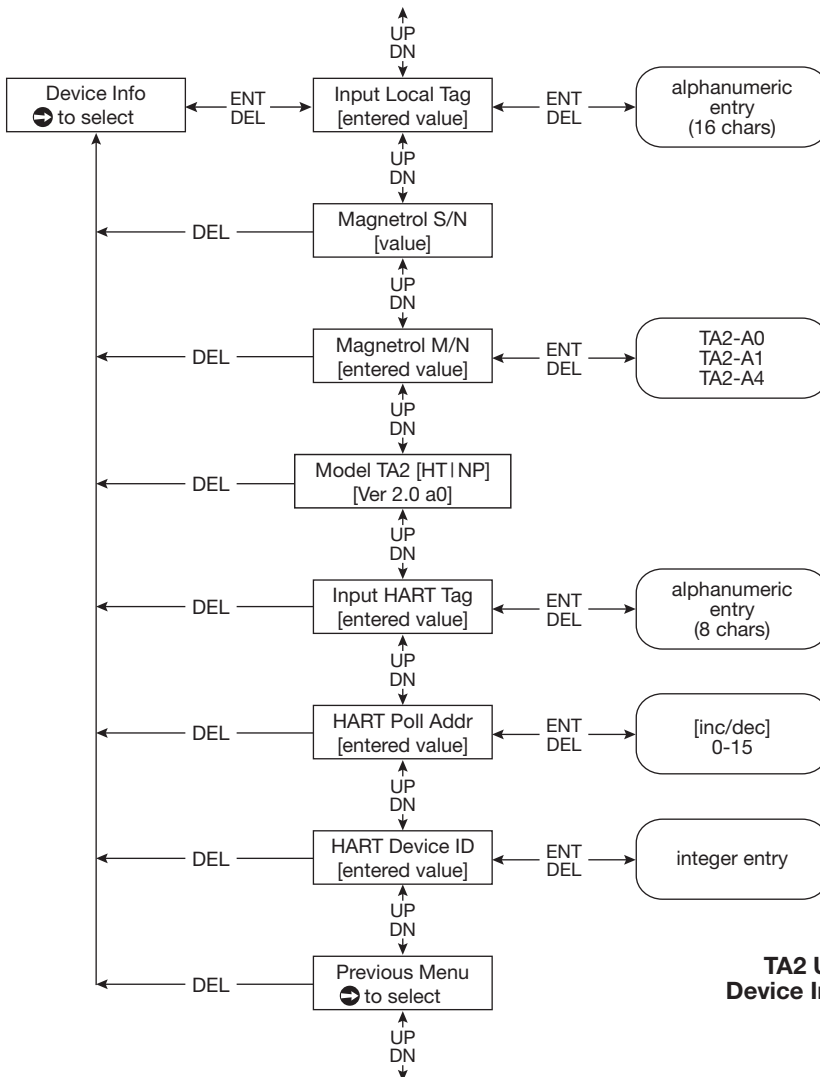 UP
DN
Device Info
➲ to select
ENT
DEL
Input Local Tag
[entered value]
ENT
DEL
alphanumeric
entry
(16 chars)
UP
DN
DEL
Magnetrol S/N
[value]
UP
DN
DEL
Magnetrol M/N
[entered value]
ENT
DEL
TA2-A0
TA2-A1
TA2-A4
UP
DN
DEL
Model TA2 [HT|NP]
[Ver 2.0 a0]
UP
DN
DEL
Input HART Tag
[entered value]
ENT
DEL
alphanumeric
entry
(8 chars)
UP
DN
DEL
HART Poll Addr
[entered value]
ENT
DEL
[inc/dec]
0-15
UP
DN
DEL
HART Device ID
[entered value]
ENT
DEL
integer entry
UP
DN
DEL
Previous Menu
➲ to select
UP
DN
TA2
Device